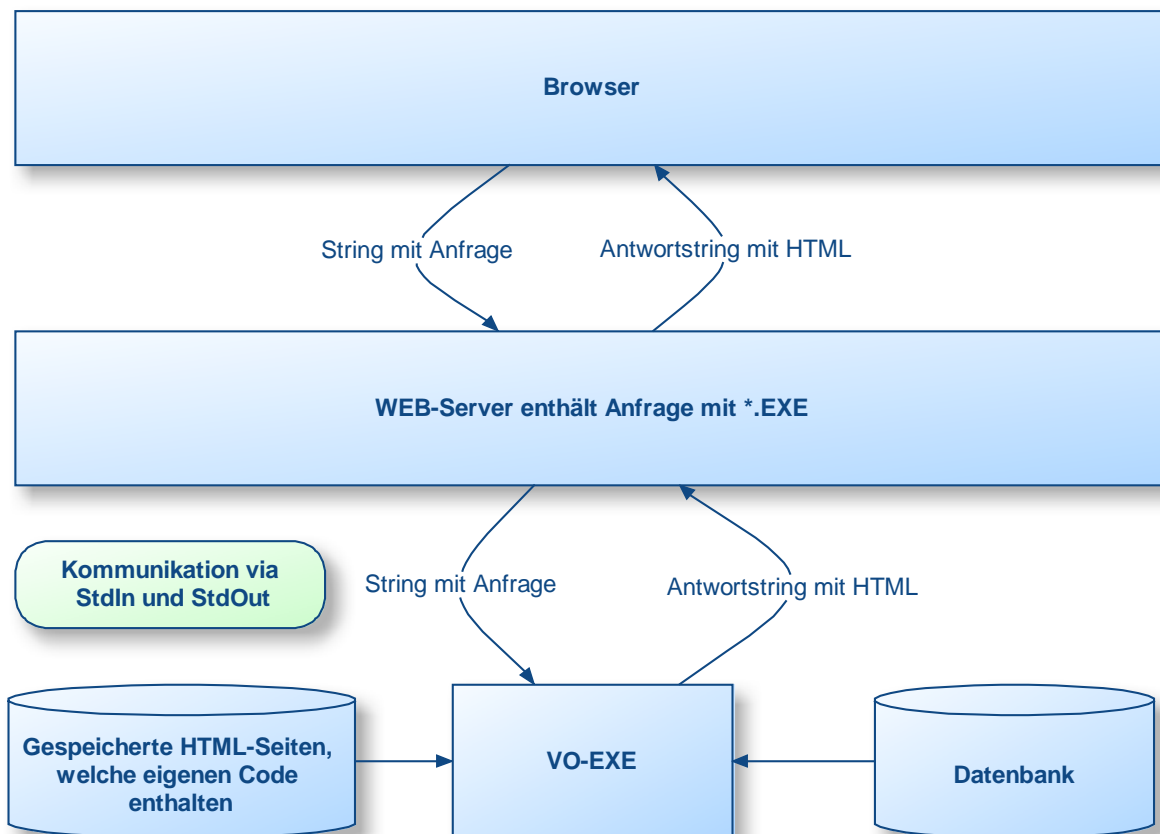 Browser
String mit Anfrage
Antwortstring mit HTML
WEB-Server enthält Anfrage mit *.EXE
Kommunikation via
StdIn und StdOut
String mit Anfrage
Antwortstring mit HTML
Gespeicherte HTML-Seiten,
welche eigenen Code
enthalten
VO-EXE
Datenbank